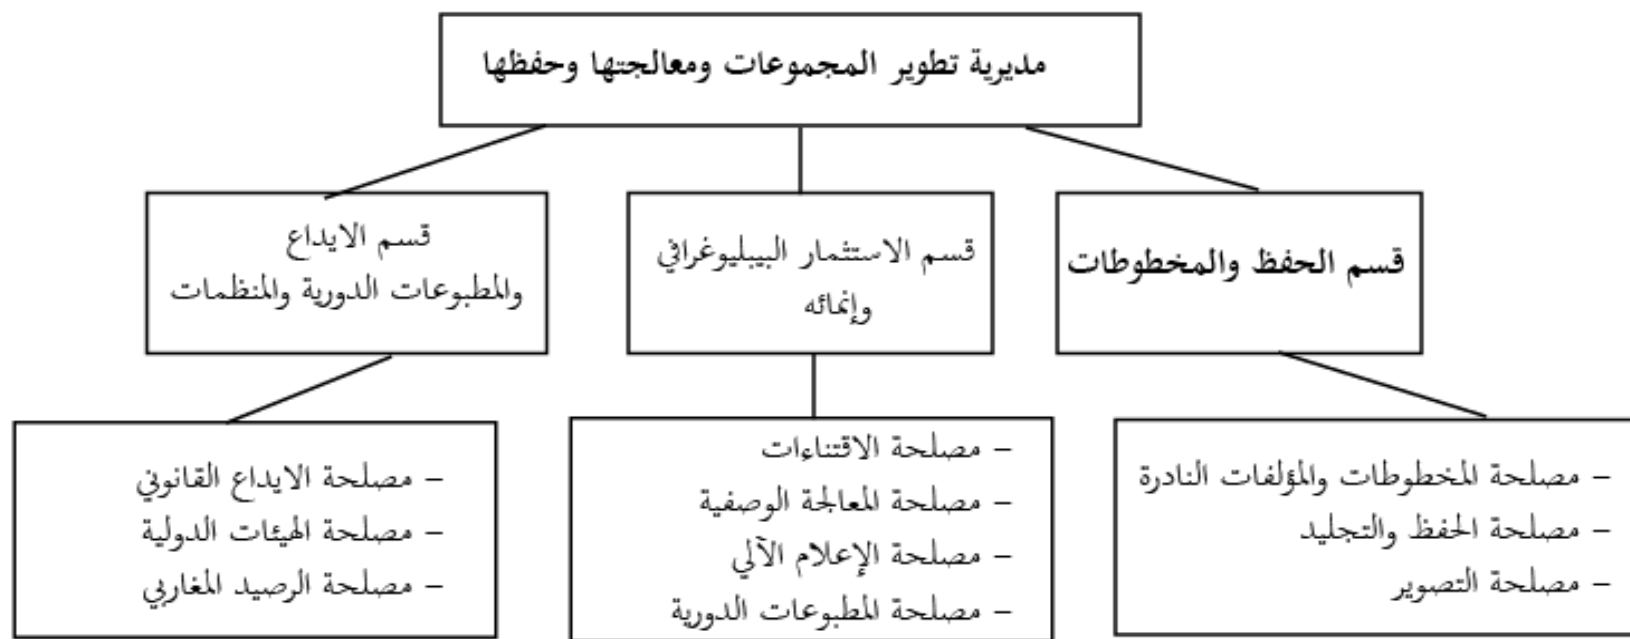 مديرية تطوير المجموعات ومعالجتها وحفظها
قسم الحفظ والمخطوطات
قسم الاستثمار البيبليوغرافي
وإنمائه
قسم الايداع
والمطبوعات الدورية والمنظمات
– مصلحة المخطوطات والمؤلفات النادرة
– مصلحة الحفظ والتجليد
– مصلحة التصوير
– مصلحة الاقتناءات
– مصلحة المعالجة الوصفية
– مصلحة الإعلام الآلي
– مصلحة المطبوعات الدورية
– مصلحة الايداع القانوني
– مصلحة الهيئات الدولية
– مصلحة الرصيد المغاربي